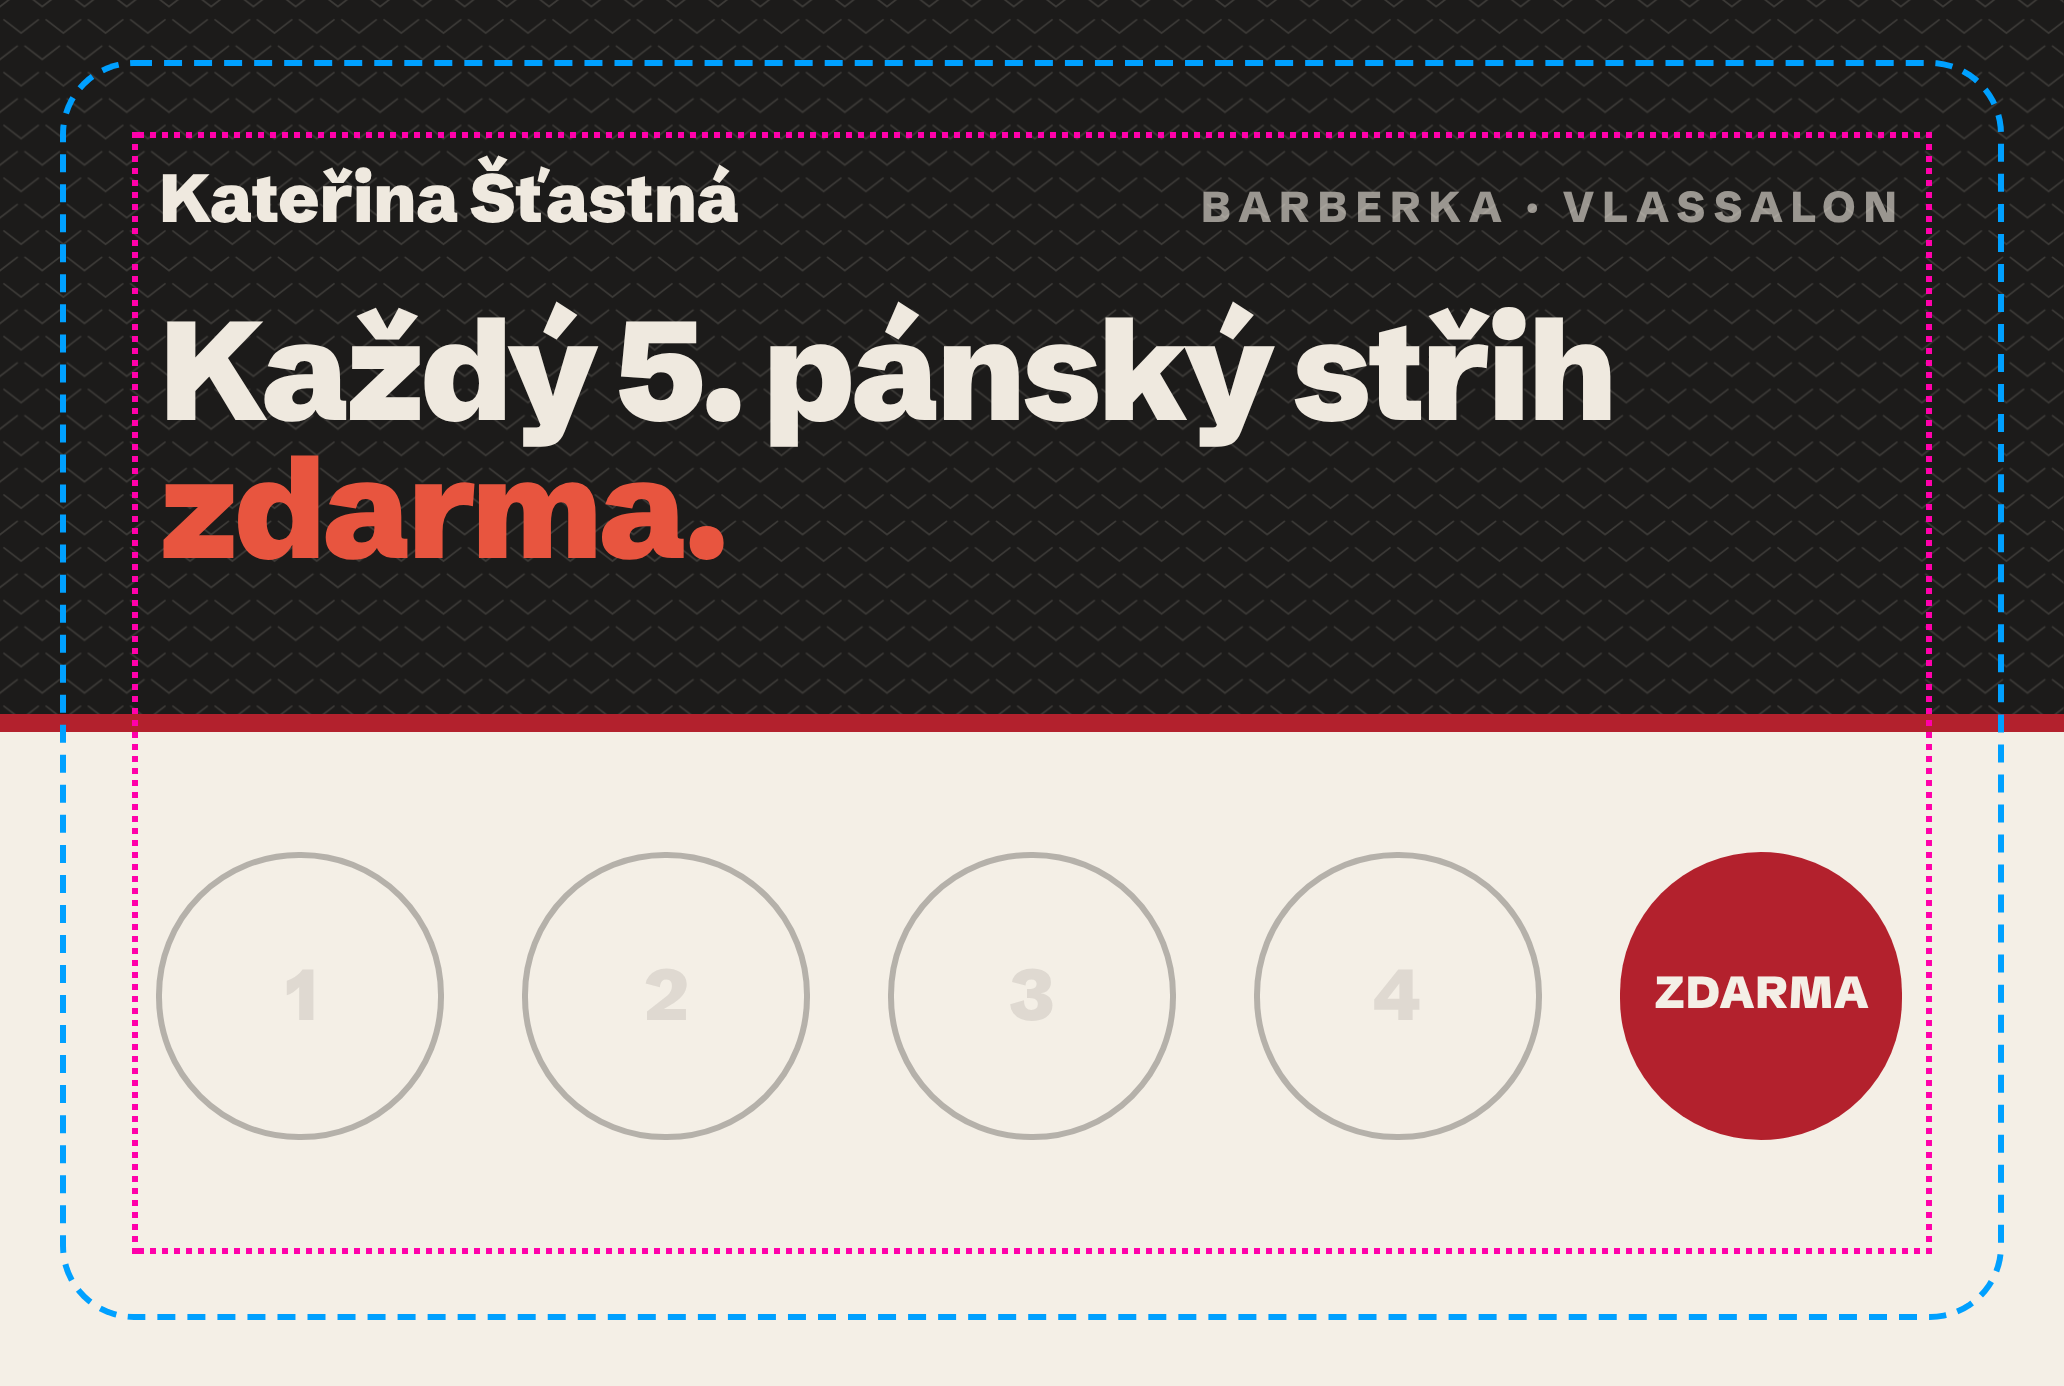 Kateřina Šťastná
BARBERKA · VLASSALON
Každý 5. pánský střih
zdarma.
1
2
3
4
ZDARMA